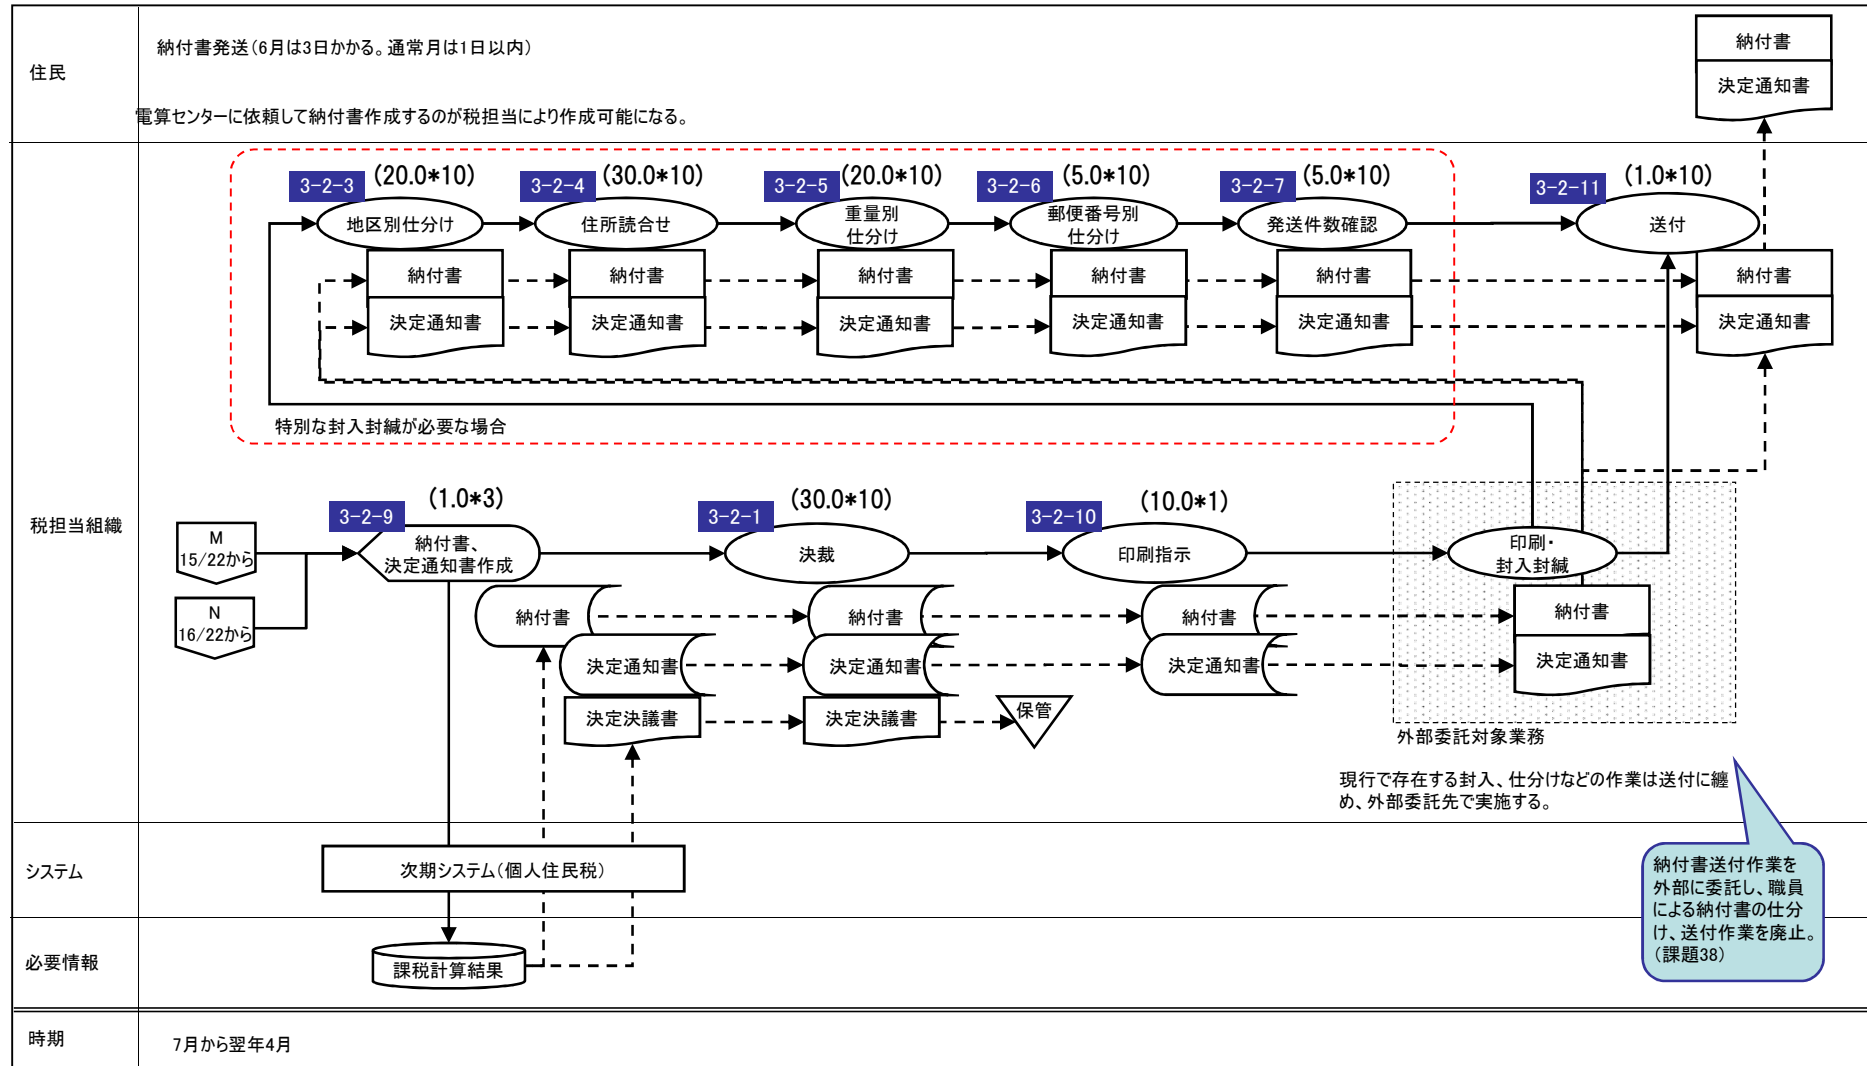 住民
納付書発送(6月は3日かかる。通常月は1日以内)
電算センターに依頼して納付書作成するのが税担当により作成可能になる。
納付書
決定通知書
税担当組織
3-2-3
(20.0*10)
地区別仕分け
3-2-4
(30.0*10)
住所読合せ
3-2-5
(20.0*10)
重量別
仕分け
3-2-6
(5.0*10)
郵便番号別
仕分け
3-2-7
(5.0*10)
発送件数確認
3-2-11
(1.0*10)
送付
納付書
納付書
納付書
納付書
納付書
納付書
決定通知書
決定通知書
決定通知書
決定通知書
決定通知書
決定通知書
特別な封入封緘が必要な場合
M
15/22から
N
16/22から
3-2-9
(1.0*3)
納付書、
決定通知書作成
3-2-1
(30.0*10)
決裁
3-2-10
(10.0*1)
印刷指示
印刷・
封入封緘
納付書
納付書
納付書
納付書
決定通知書
決定通知書
決定通知書
決定通知書
決定決議書
決定決議書
保管
外部委託対象業務
現行で存在する封入、仕分けなどの作業は送付に纏
め、外部委託先で実施する。
システム
次期システム(個人住民税)
納付書送付作業を
外部に委託し、職員
による納付書の仕分
け、送付作業を廃止。
(課題38)
必要情報
課税計算結果
時期
7月から翌年4月